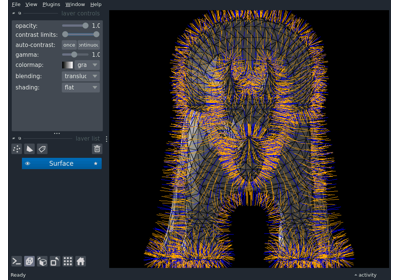 File View Plugins Window Help
layer controls
opacity: 1.0
contrast limits:
auto-contrast: once
gamma: 1.0
colormap: gra
blending: translu
shading: flat
layer list
Surface
Ready activity